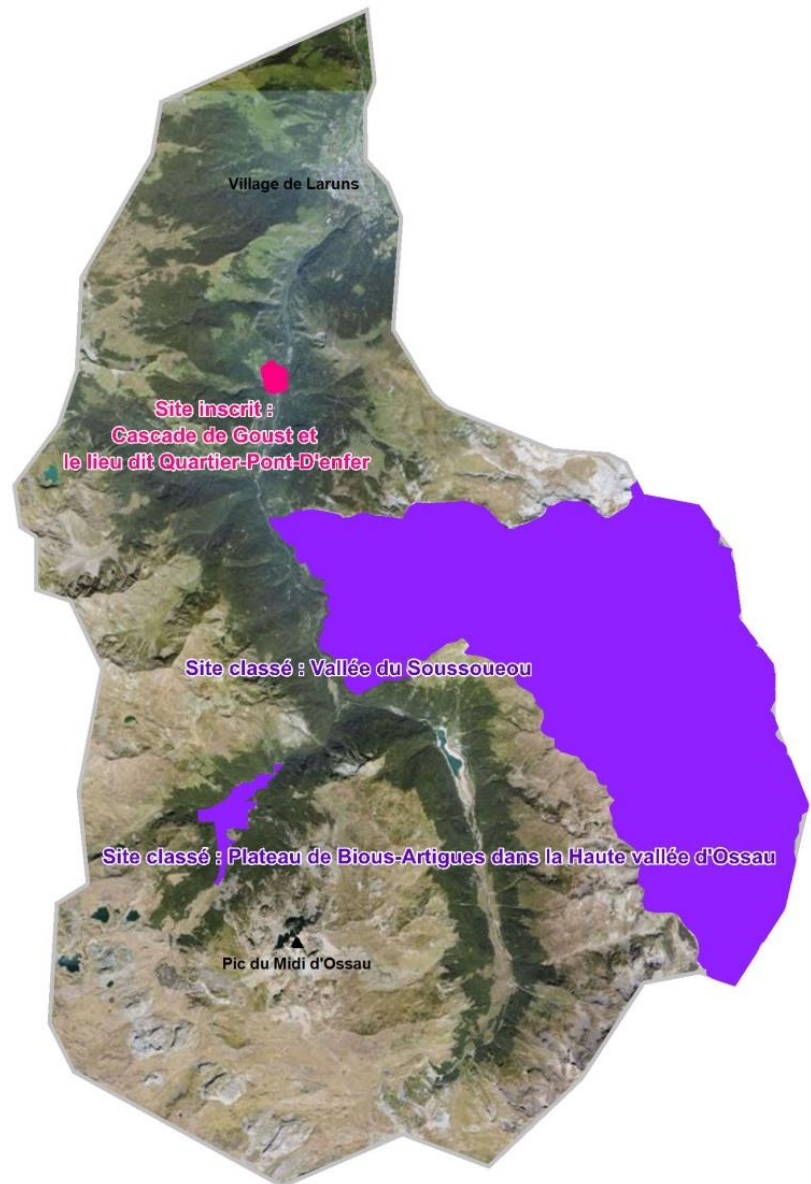 Village de Laruns
Site inscrit :
Cascade de Goust et
le lieu dit Quartier-Pont-D'enfer
Site classé : Vallée du Soussoueou
Site classé : Plateau de Bious-Artigues dans la Haute vallée d'Ossau
Pic du Midi d'Ossau